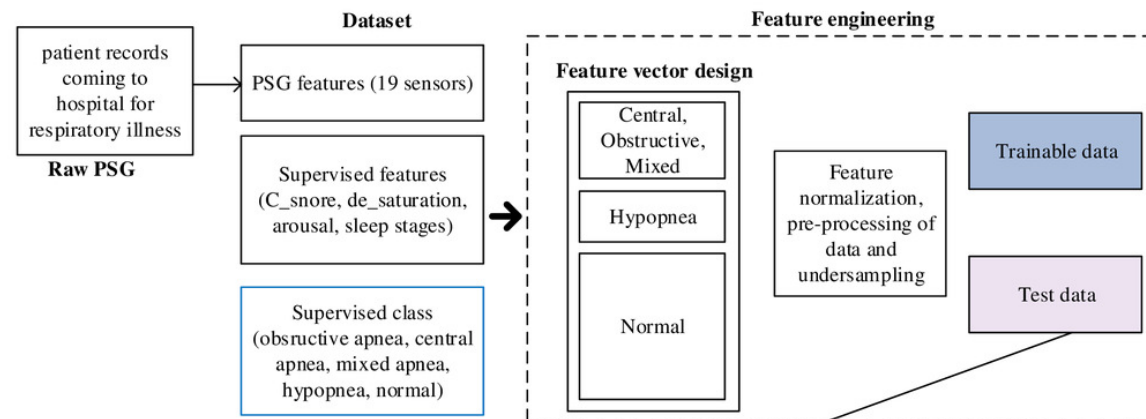 patient records
coming to
hospital for
respiratory illness
Raw PSG
Dataset
PSG features (19 sensors)
Supervised features
(C_snore, de_saturation,
arousal, sleep stages)
Supervised class
(obsructive apnea, central
apnea, mixed apnea,
hypopnea, normal)
Feature engineering
Feature vector design
Central,
Obstructive,
Mixed
Hypopnea
Normal
Feature
normalization,
pre-processing of
data and
undersampling
Trainable data
Test data